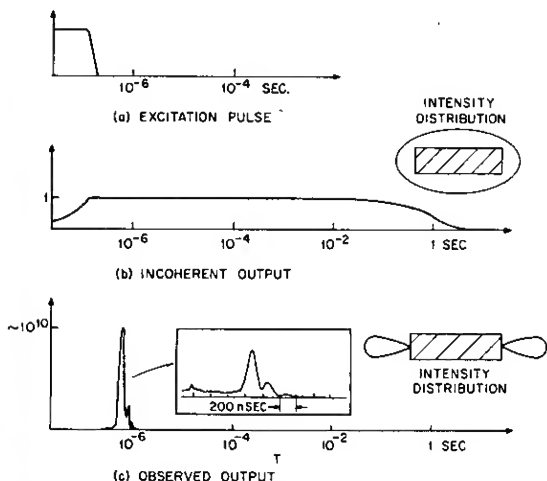 10⁻⁶ 10⁻⁴ SEC.
(a) EXCITATION PULSE
INTENSITY
DISTRIBUTION
1
10⁻⁶ 10⁻⁴ 10⁻² 1 SEC
(b) INCOHERENT OUTPUT
~10¹⁰
200 nSEC
INTENSITY
DISTRIBUTION
10⁻⁶ 10⁻⁴ 10⁻² 1 SEC
T
(c) OBSERVED OUTPUT